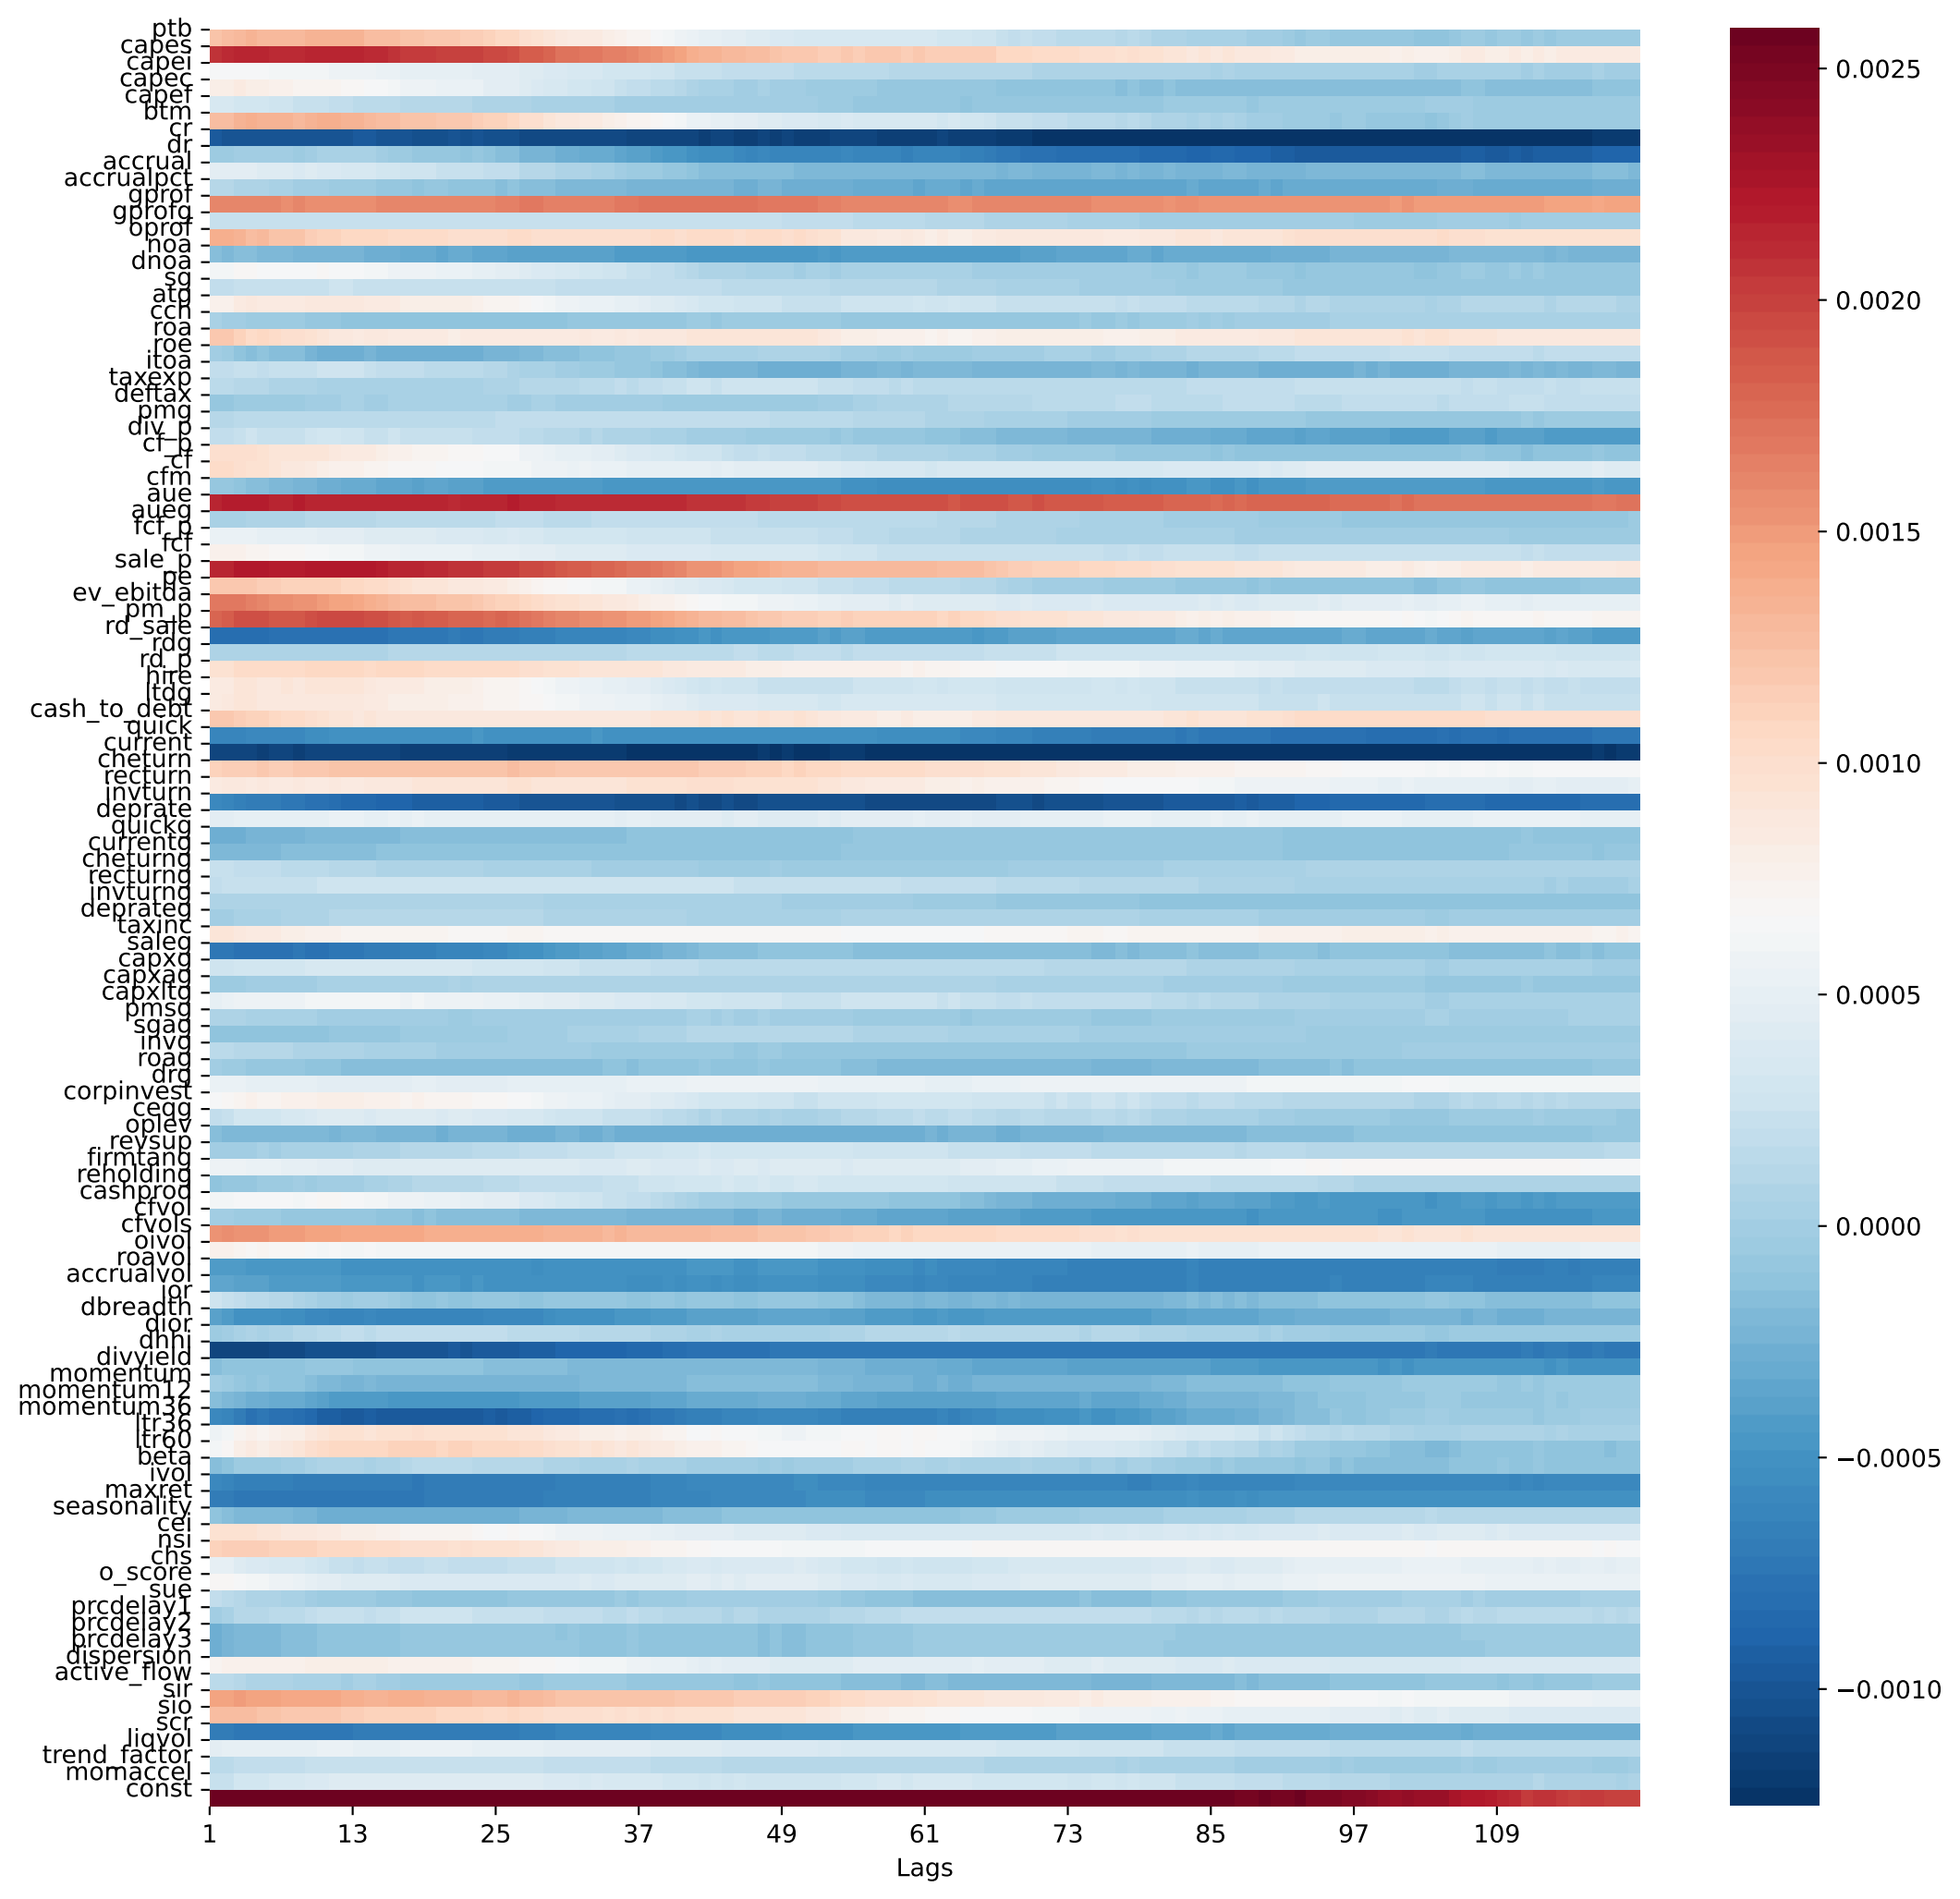 ptb
capes
capei
capec
capef
btm
cr
dr
accrual
accrualpct
gprof
gprofg
oprof
noa
dnoa
sg
atg
roa
roe
itoa
taxexp
deftax
pmg
div_p
cf_p
cf
cfm
aue
aueg
fcf_p
fcf
sale_p
pe
ev_ebitda
pm_p
rd_sale
rdg
rd_p
hire
ltdg
cash_to_debt
quick
current
cheturn
recturn
invturn
deprate
quickg
currentg
cheturng
recturng
invturng
deprateg
taxinc
saleg
capxg
capxag
pmsg
sgag
invg
roag
drg
corpinvest
ceqg
oplev
revsup
firmtang
reholding
cashprod
cfvol
cfvols
oivol
roavol
accrualvol
ior
dbreadth
dior
dhhi
divyield
momentum
momentum12
momentum36
ltr36
ltr60
beta
ivol
maxret
seasonality
cei
nsi
chs
o_score
sue
prcdelay1
prcdelay2
prcdelay3
dispersion
active_flow
sir
sio
scr
liqvol
trend_factor
momaccel
const
1 13 25 37 49 61 73 85 97 109
Lags
0.0025
0.0020
0.0015
0.0010
0.0005
0.0000
−0.0005
−0.0010